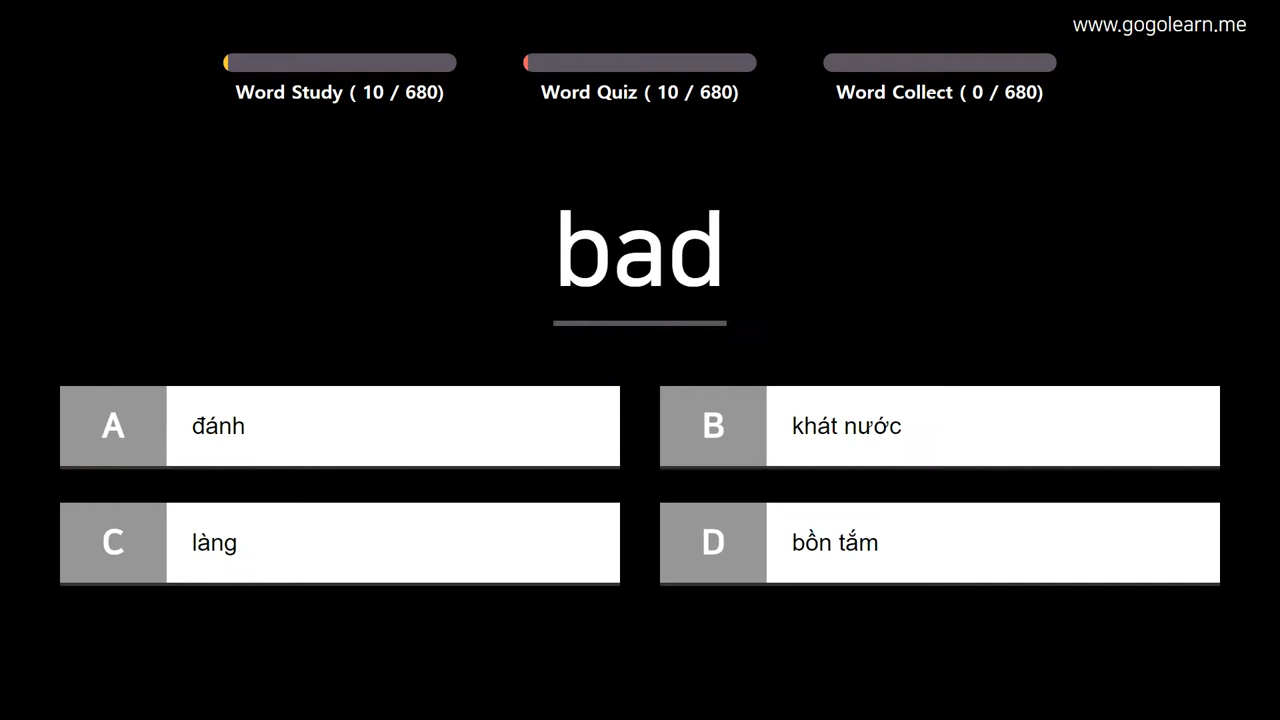 www.gogolearn.me
Word Study ( 10 / 680)
Word Quiz ( 10 / 680)
Word Collect ( 0 / 680)
bad
A
đánh
B
khát nước
C
làng
D
bồn tắm